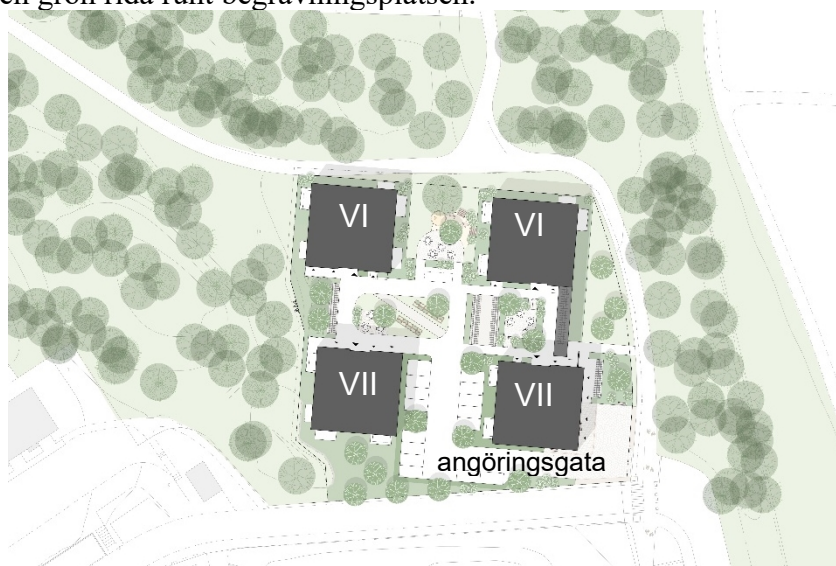 en grön ridå runt begravningsplatsen.
VI
VI
VII
VII
angöringsgata